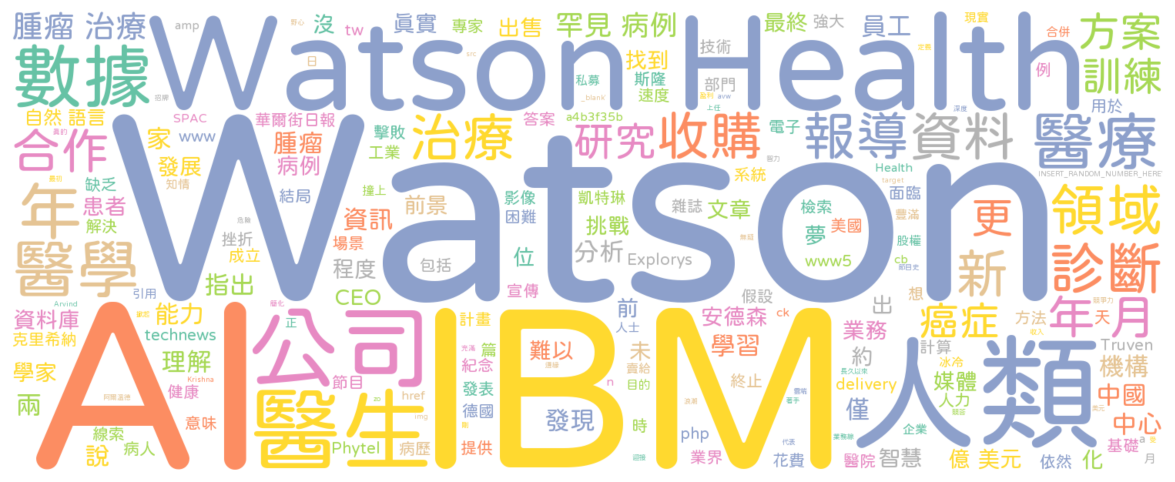 腫瘤 治療 amp 沒 tw 眞實 專家 出售 罕見 病例 最終 強大 員工 現實 合併 方案
數據 Watson Health 找到 技術 例 訓練
日 私募 斯隆 部門
自然 語言 SPAC www 華爾街日報 _blank 速度 答案 a4b3f35b 電子 用於
合作 家 腫瘤 擊敗 治療 研究 收購 報導 資料 醫療
發展 病例 工業 系統 Health INSERT_RANDOM_NUMBER_HERE
年 缺乏 知情 Watson 影像 凱特琳 target 面臨 領域
患者 結局 資訊 前景 困難 挑戰 雜誌 文章 檢索 豐滿 更
解決 挫折 場景 夢 美國 股權
醫學 成立 程度 位 分析 Explorys www5 cb 新 診斷
指出 包括 CEO 宣傳 假設 出 想
引用 Arvind 正 計畫 前 安德森 ck 業務 癌症 方法 天 年 月
資料庫 能力 公司 人士 約 計算 Truven
克里希納 technews AI IBM 篇 難以 未 學習 人類 冰冷 機構
學家 理解 紀念 賣給 delivery 媒體 中國
健康 Krishna 節目 發表 目的 終止 人力
兩 href 醫生 德國 n 僅 中心
線索 意味 img 發現 時 php 企業 基礎 a
說 病人 Phytel 病歷 提供 業界 花費 醫院 智慧 億 美元 依然 化 月